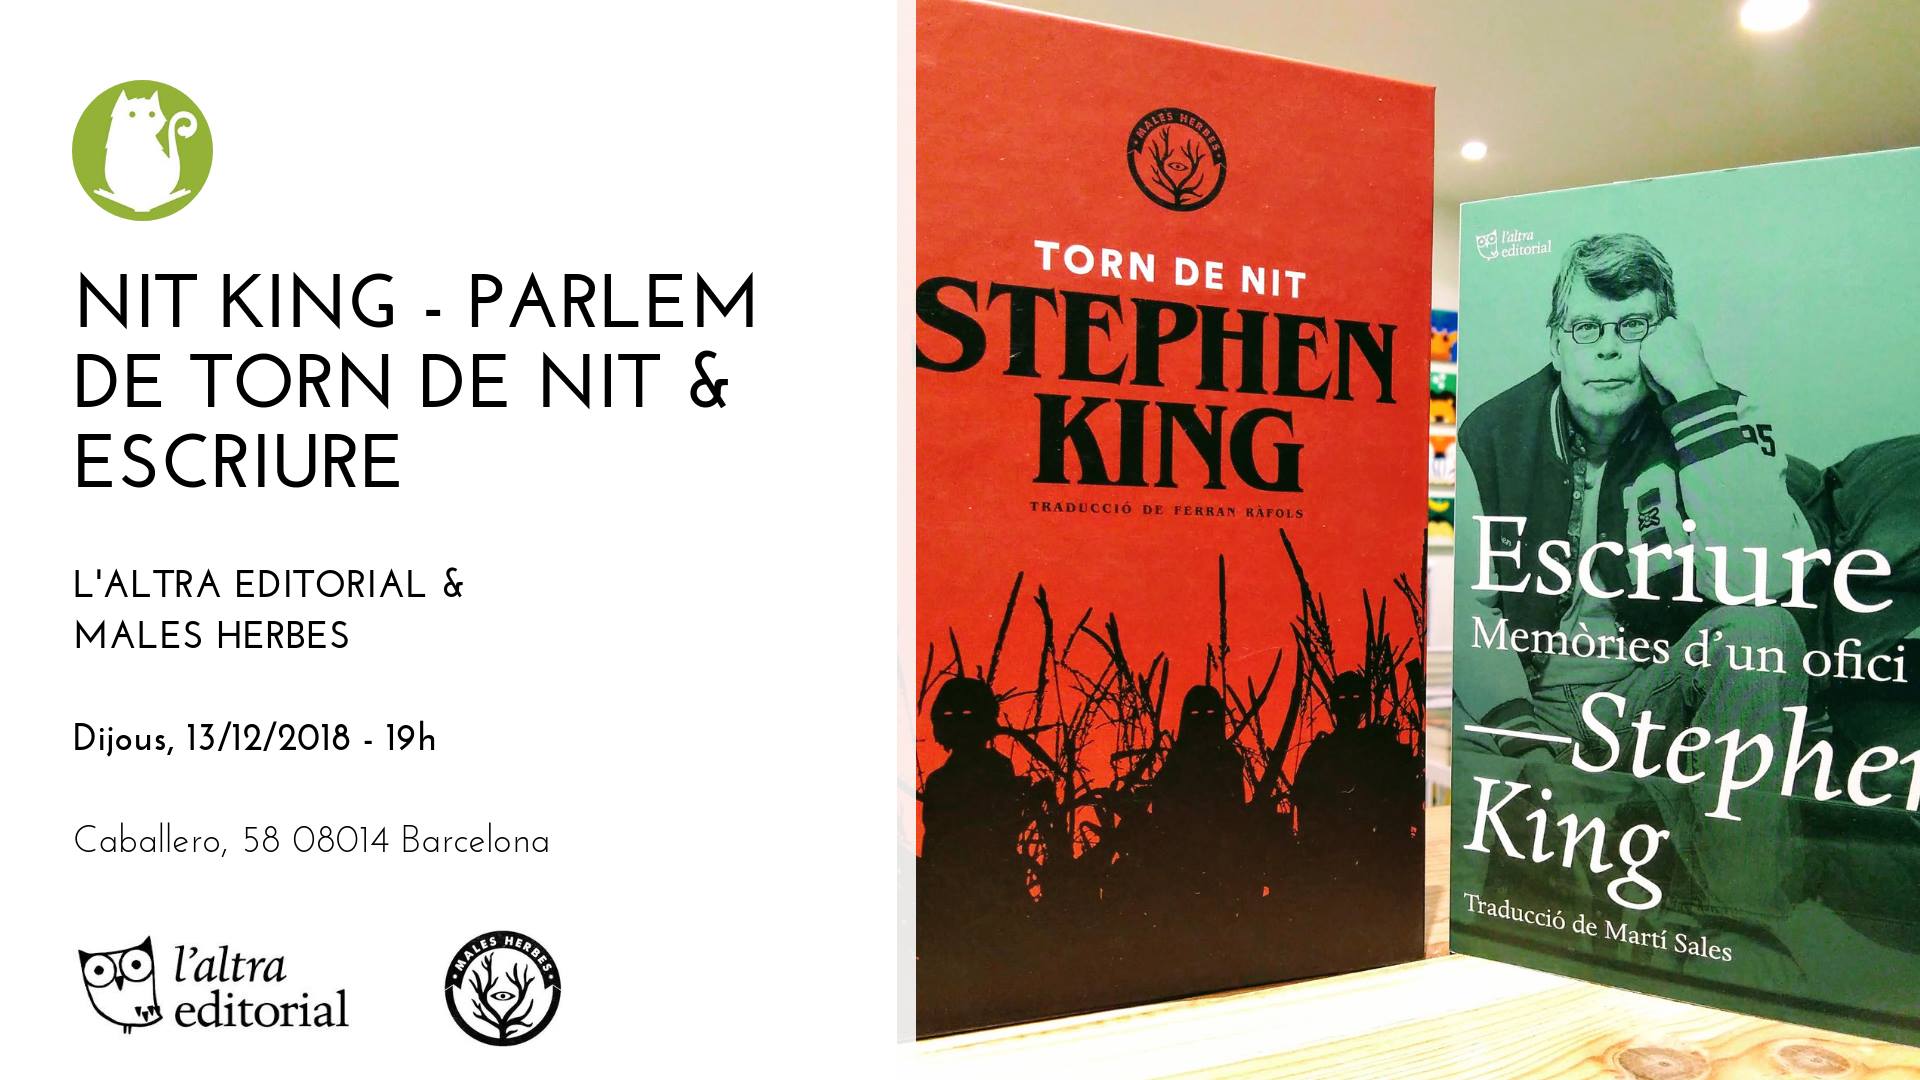 NIT KING - PARLEM
DE TORN DE NIT &
ESCRIURE
L'ALTRA EDITORIAL &
MALES HERBES
Dijous, 13/12/2018 - 19h
Caballero, 58 08014 Barcelona
l'altra
editorial
MALES HERBES
MALES HERBES
TORN DE NIT
STEPHEN
KING
TRADUCCIÓ DE FERRAN RÀFOLS
l'altra
editorial
95
Escriure
Memòries d'un ofici
—Stephen
King
Traducció de Martí Sales